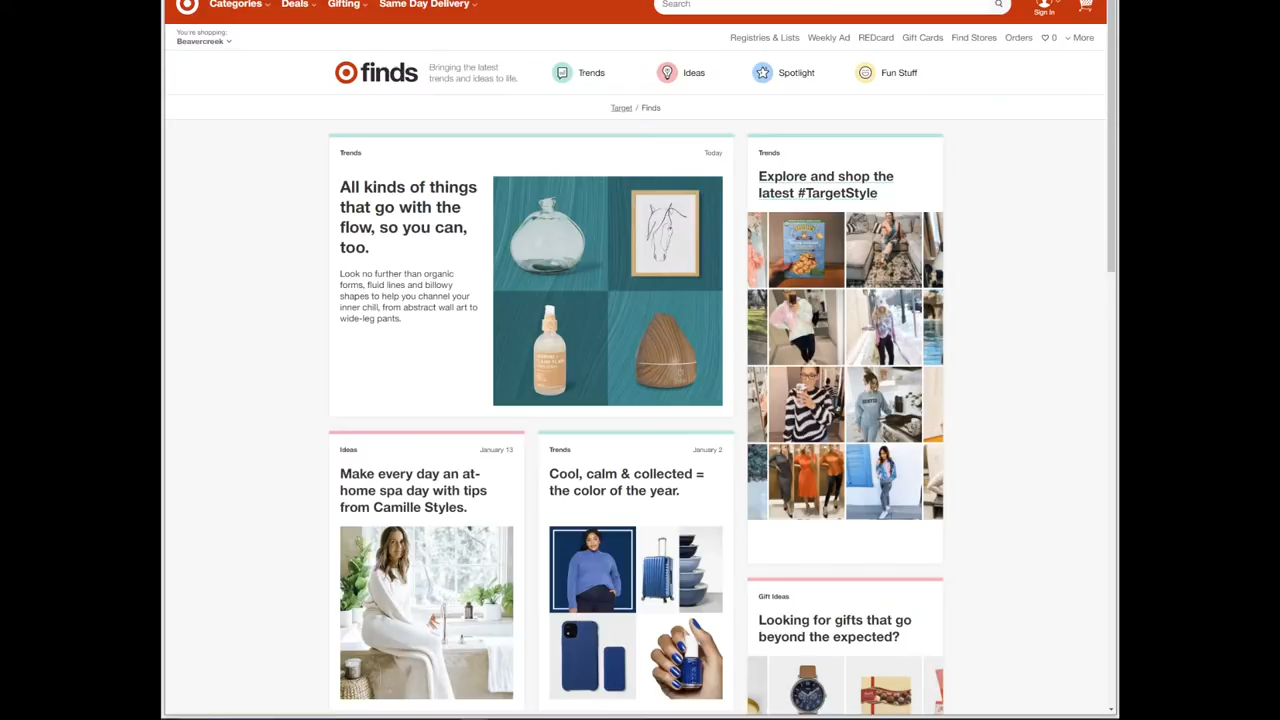 Categories Deals Gifting Same Day Delivery
Search
Sign In
You're shopping:
Beavercreek
Registries & Lists Weekly Ad REDcard Gift Cards Find Stores Orders 0 More
finds
Bringing the latest
trends and ideas to life.
Trends Ideas Spotlight Fun Stuff
Target / Finds
Trends Today
All kinds of things
that go with the
flow, so you can,
too.
Look no further than organic
forms, fluid lines and billowy
shapes to help you channel your
inner chill, from abstract wall art to
wide-leg pants.
Trends
Explore and shop the
latest #TargetStyle
Ideas January 13
Make every day an at-
home spa day with tips
from Camille Styles.
Trends January 2
Cool, calm & collected =
the color of the year.
Gift Ideas
Looking for gifts that go
beyond the expected?